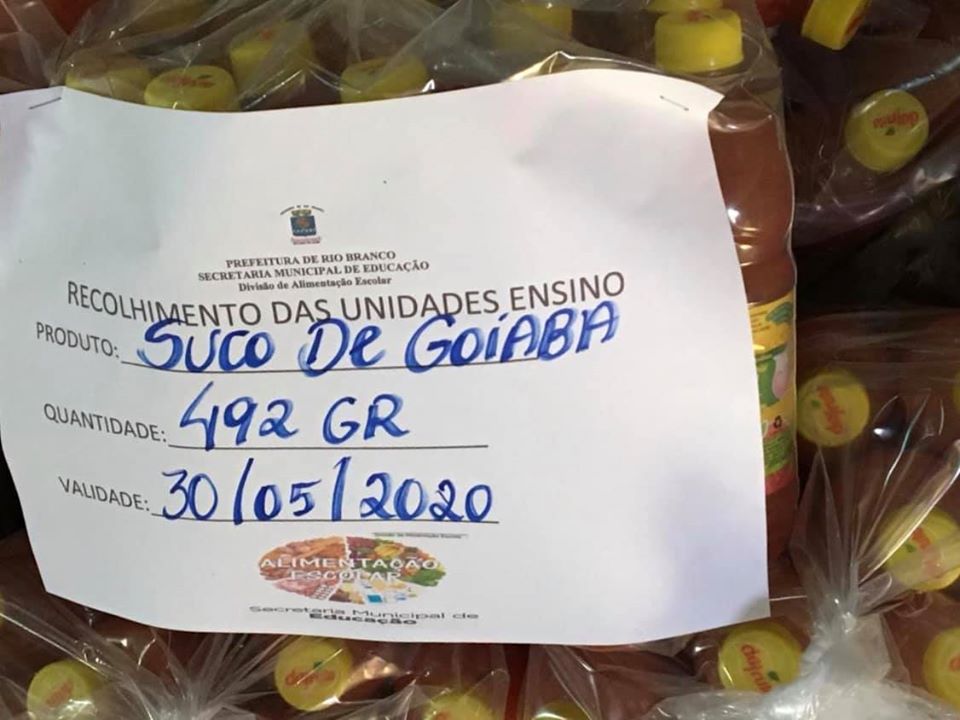 PREFEITURA DE RIO BRANCO
SECRETARIA MUNICIPAL DE EDUCAÇÃO
Divisão de Alimentação Escolar
RECOLHIMENTO DAS UNIDADES ENSINO
PRODUTO: SUCO DE GOIABA
QUANTIDADE: 492 GR
VALIDADE: 30/05/2020
ALIMENTAÇÃO
ESCOLAR
Secretaria Municipal de
Educação